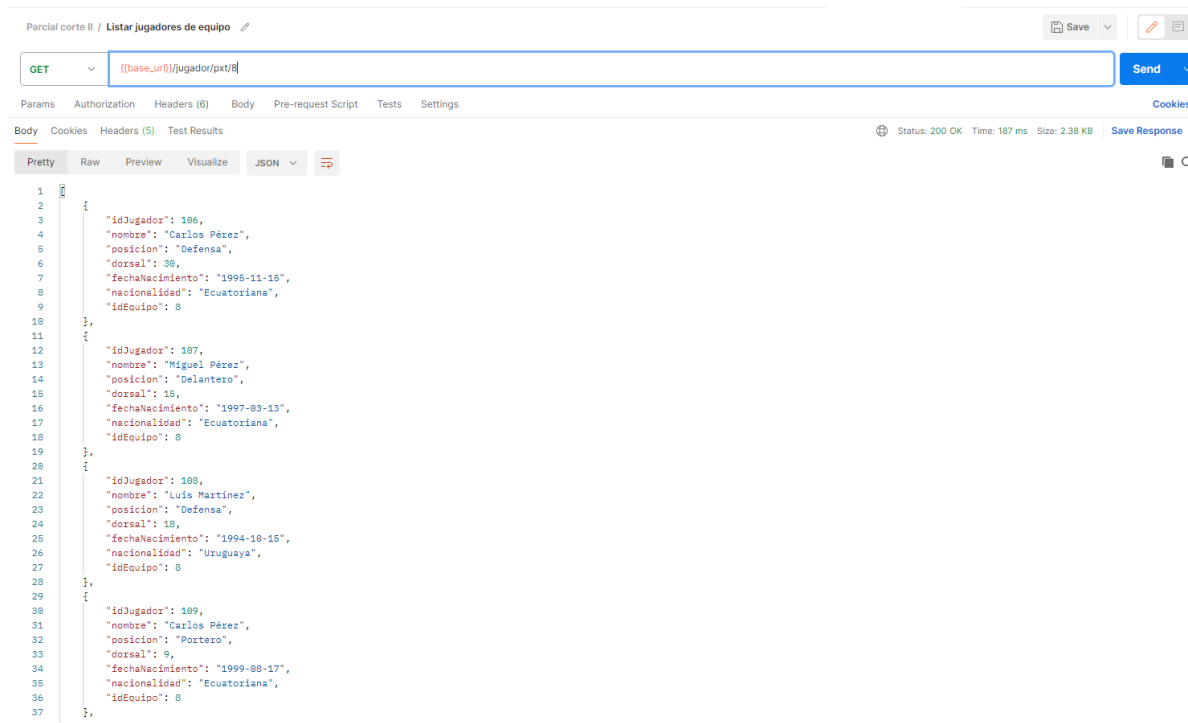 Parcial corte II / Listar jugadores de equipo
Save
GET
{{base_url}}/jugador/pxt/8
Send
Params Authorization Headers (6) Body Pre-request Script Tests Settings
Cookies
Body Cookies Headers (5) Test Results
Status: 200 OK Time: 187 ms Size: 2.38 KB Save Response
Pretty Raw Preview Visualize JSON
1 [
2 {
3 "idJugador": 106,
4 "nombre": "Carlos Pérez",
5 "posicion": "Defensa",
6 "dorsal": 30,
7 "fechaNacimiento": "1995-11-15",
8 "nacionalidad": "Ecuatoriana",
9 "idEquipo": 8
10 },
11 {
12 "idJugador": 107,
13 "nombre": "Miguel Pérez",
14 "posicion": "Delantero",
15 "dorsal": 15,
16 "fechaNacimiento": "1997-03-13",
17 "nacionalidad": "Ecuatoriana",
18 "idEquipo": 8
19 },
20 {
21 "idJugador": 108,
22 "nombre": "Luis Martínez",
23 "posicion": "Defensa",
24 "dorsal": 18,
25 "fechaNacimiento": "1994-10-15",
26 "nacionalidad": "Uruguaya",
27 "idEquipo": 8
28 },
29 {
30 "idJugador": 109,
31 "nombre": "Carlos Pérez",
32 "posicion": "Portero",
33 "dorsal": 9,
34 "fechaNacimiento": "1999-08-17",
35 "nacionalidad": "Ecuatoriana",
36 "idEquipo": 8
37 },